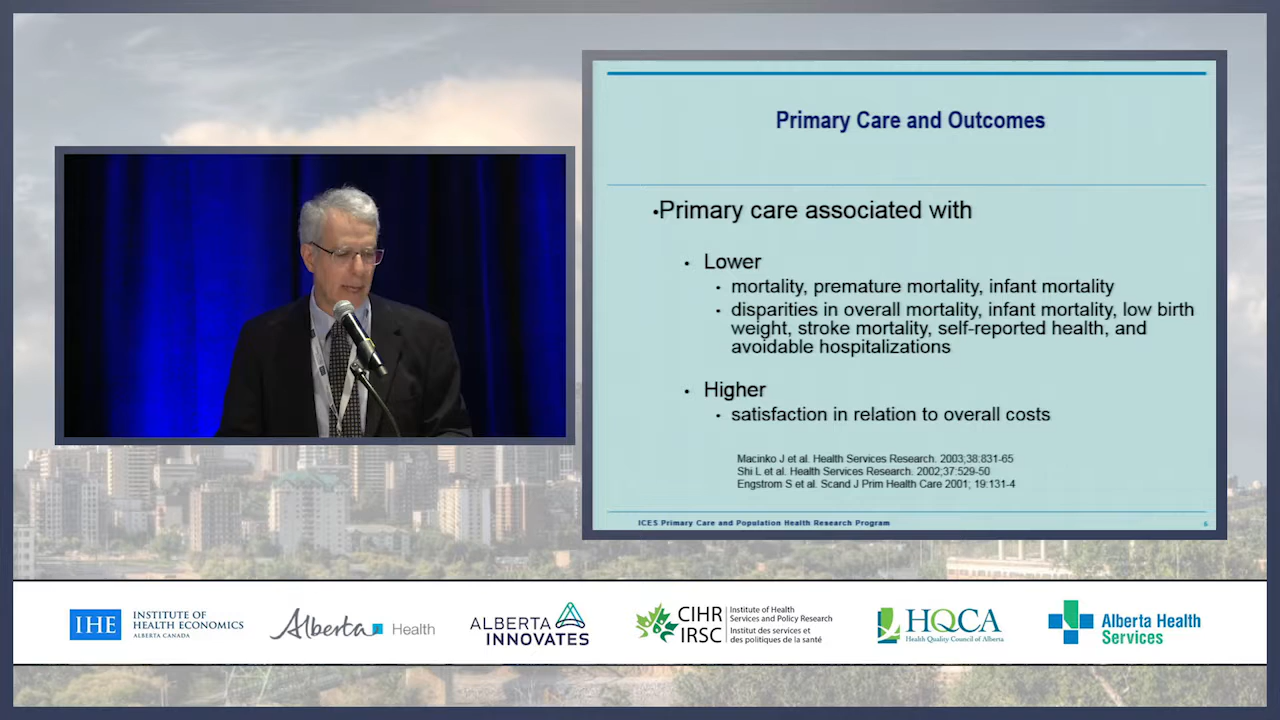 Primary Care and Outcomes
•Primary care associated with
• Lower
• mortality, premature mortality, infant mortality
• disparities in overall mortality, infant mortality, low birth
weight, stroke mortality, self-reported health, and
avoidable hospitalizations
• Higher
• satisfaction in relation to overall costs
Macinko J et al. Health Services Research. 2003;38:831-65
Shi L et al. Health Services Research. 2002;37:529-50
Engstrom S et al. Scand J Prim Health Care 2001; 19:131-4
ICES Primary Care and Population Health Research Program
6
IHE
INSTITUTE OF
HEALTH ECONOMICS
ALBERTA CANADA
Alberta Health
ALBERTA
INNOVATES
CIHR
IRSC
Institute of Health
Services and Policy Research
Institut des services et
des politiques de la santé
HQCA
Health Quality Council of Alberta
Alberta Health
Services